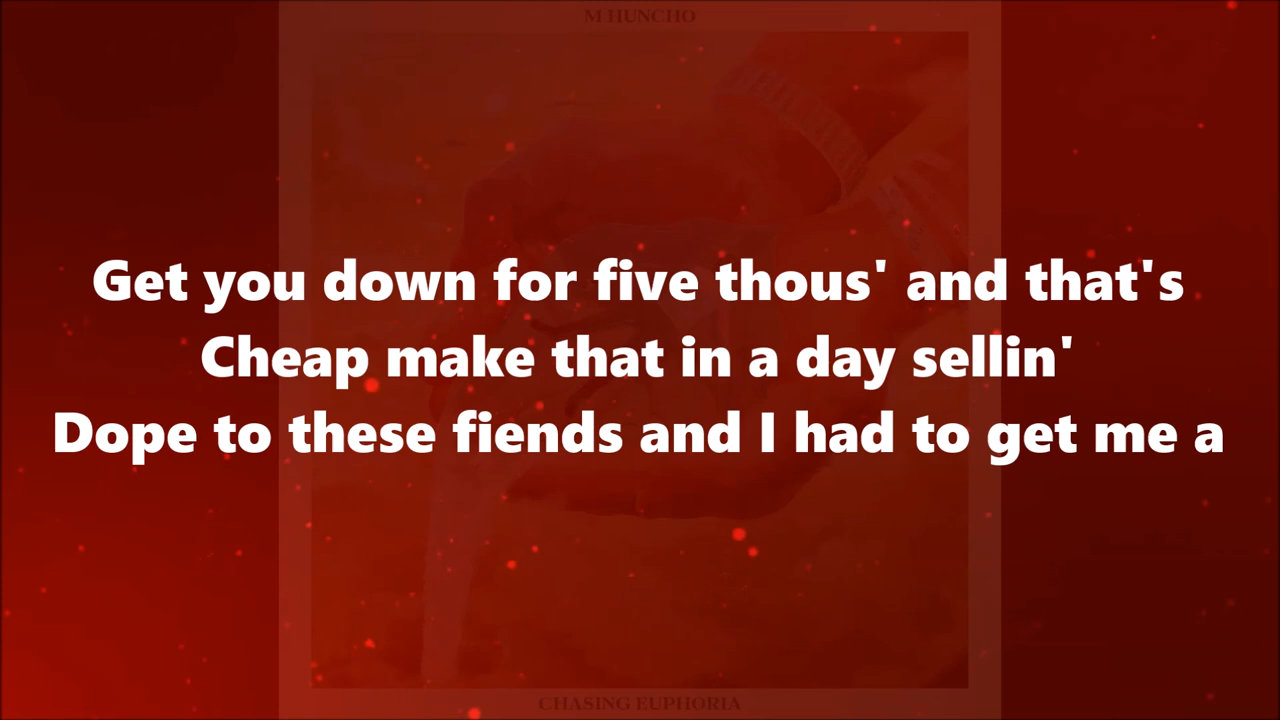 M HUNCHO
Get you down for five thous' and that's
Cheap make that in a day sellin'
Dope to these fiends and I had to get me a
CHASING EUPHORIA